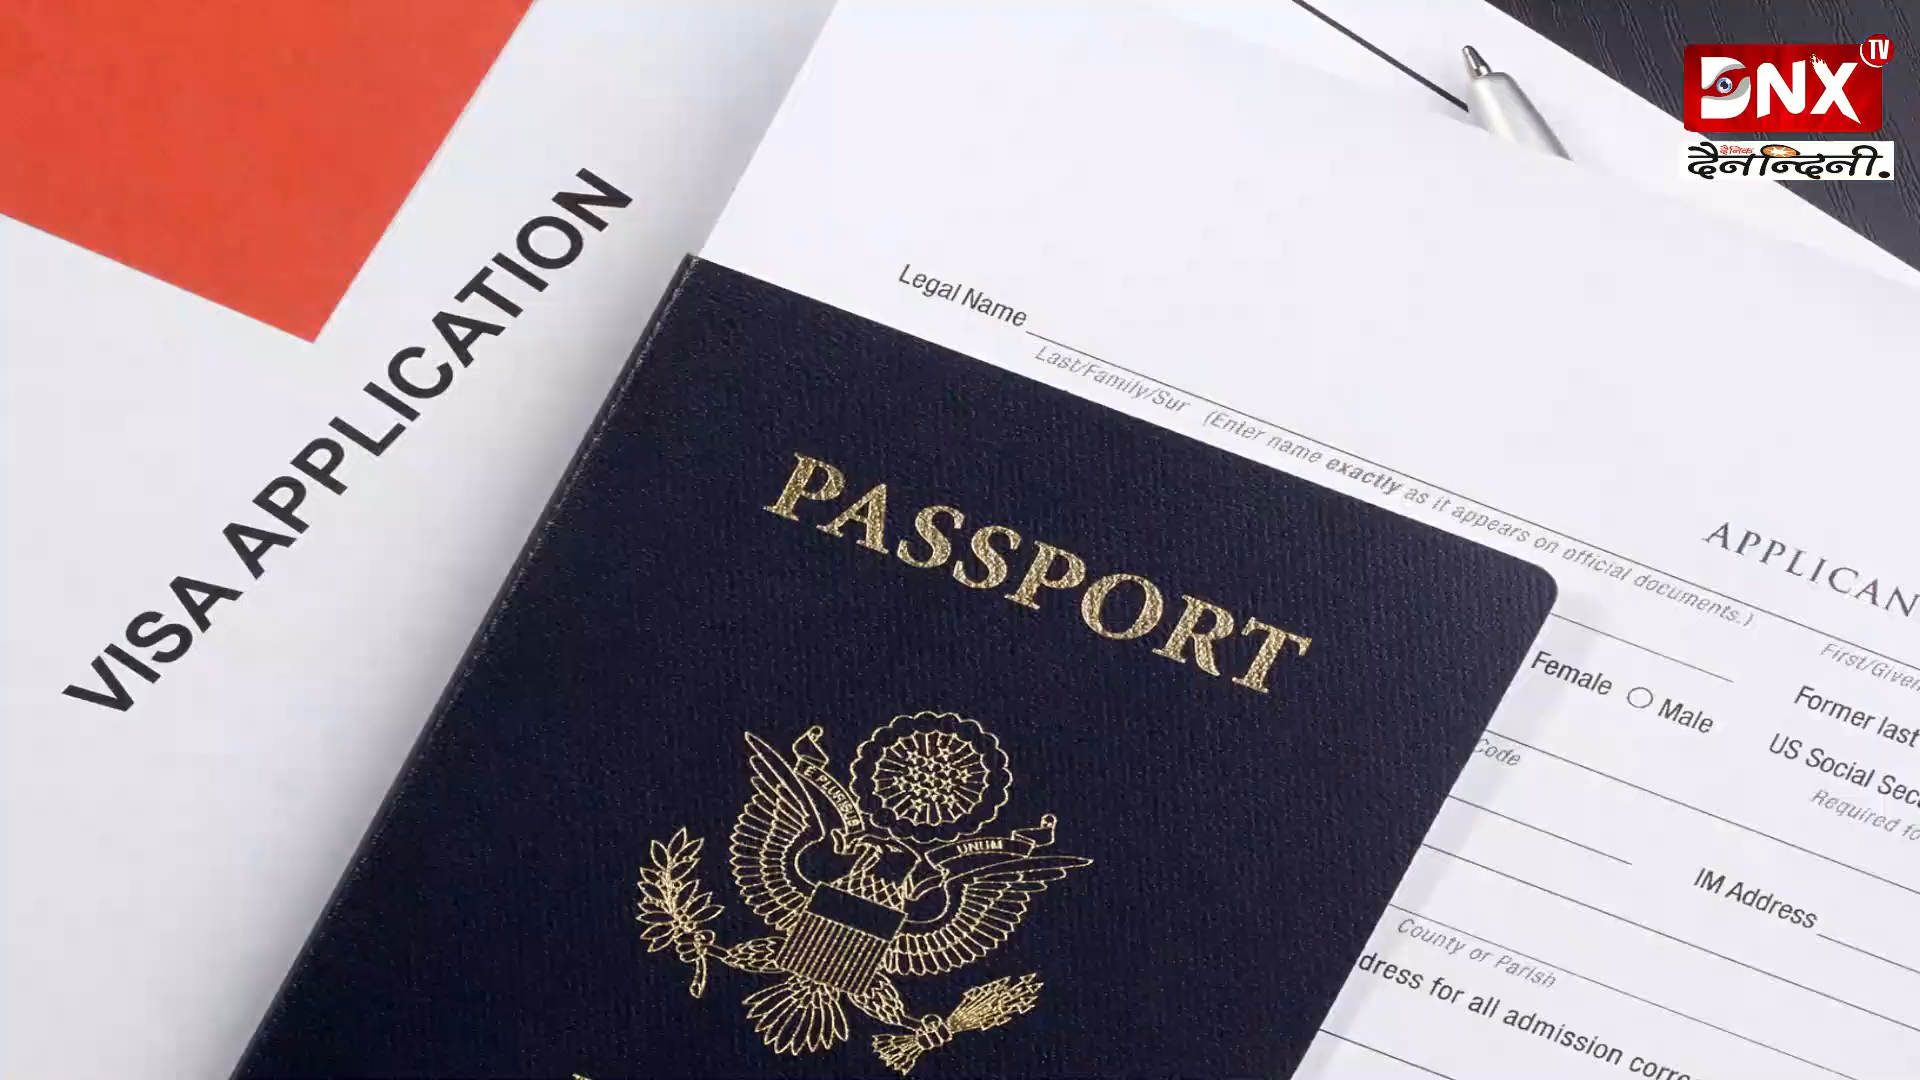 DNX TV
दैनिक
दैनन्दिनी.
VISA APPLICATION
Legal Name
Last/Family/Sur (Enter name exactly as it appears on official documents.)
APPLICAN
First/Given
Female Male
Former last
Code
US Social Sec
Required fo
IM Address
County or Parish
dress for all admission corre
PASSPORT
E PLURIBUS
UNUM